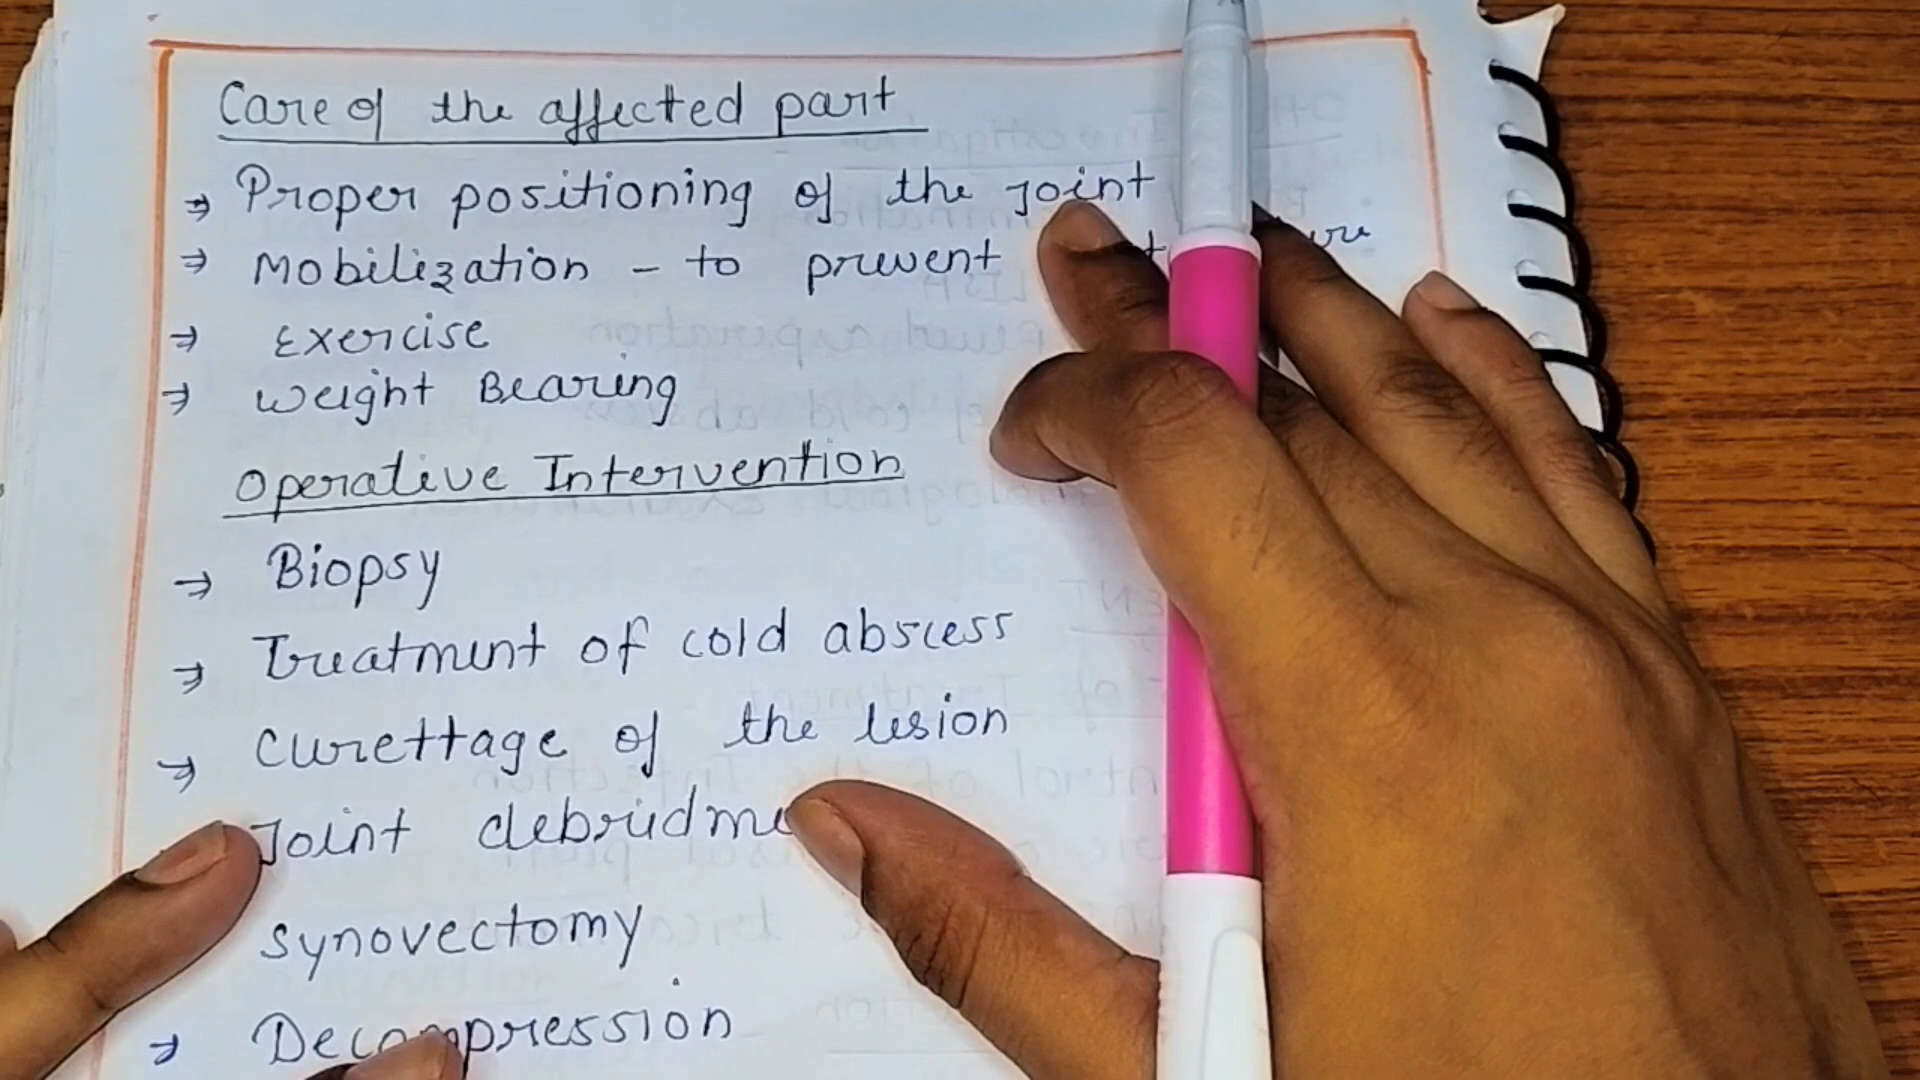 Care of the affected part
⇒ Proper positioning of the joint
⇒ Mobilization - to prevent
⇒ Exercise
⇒ Weight Bearing
Operative Intervention
⇒ Biopsy
⇒ Treatment of cold abscess
⇒ Curettage of the lesion
Joint
Synovectomy
⇒ Decompression